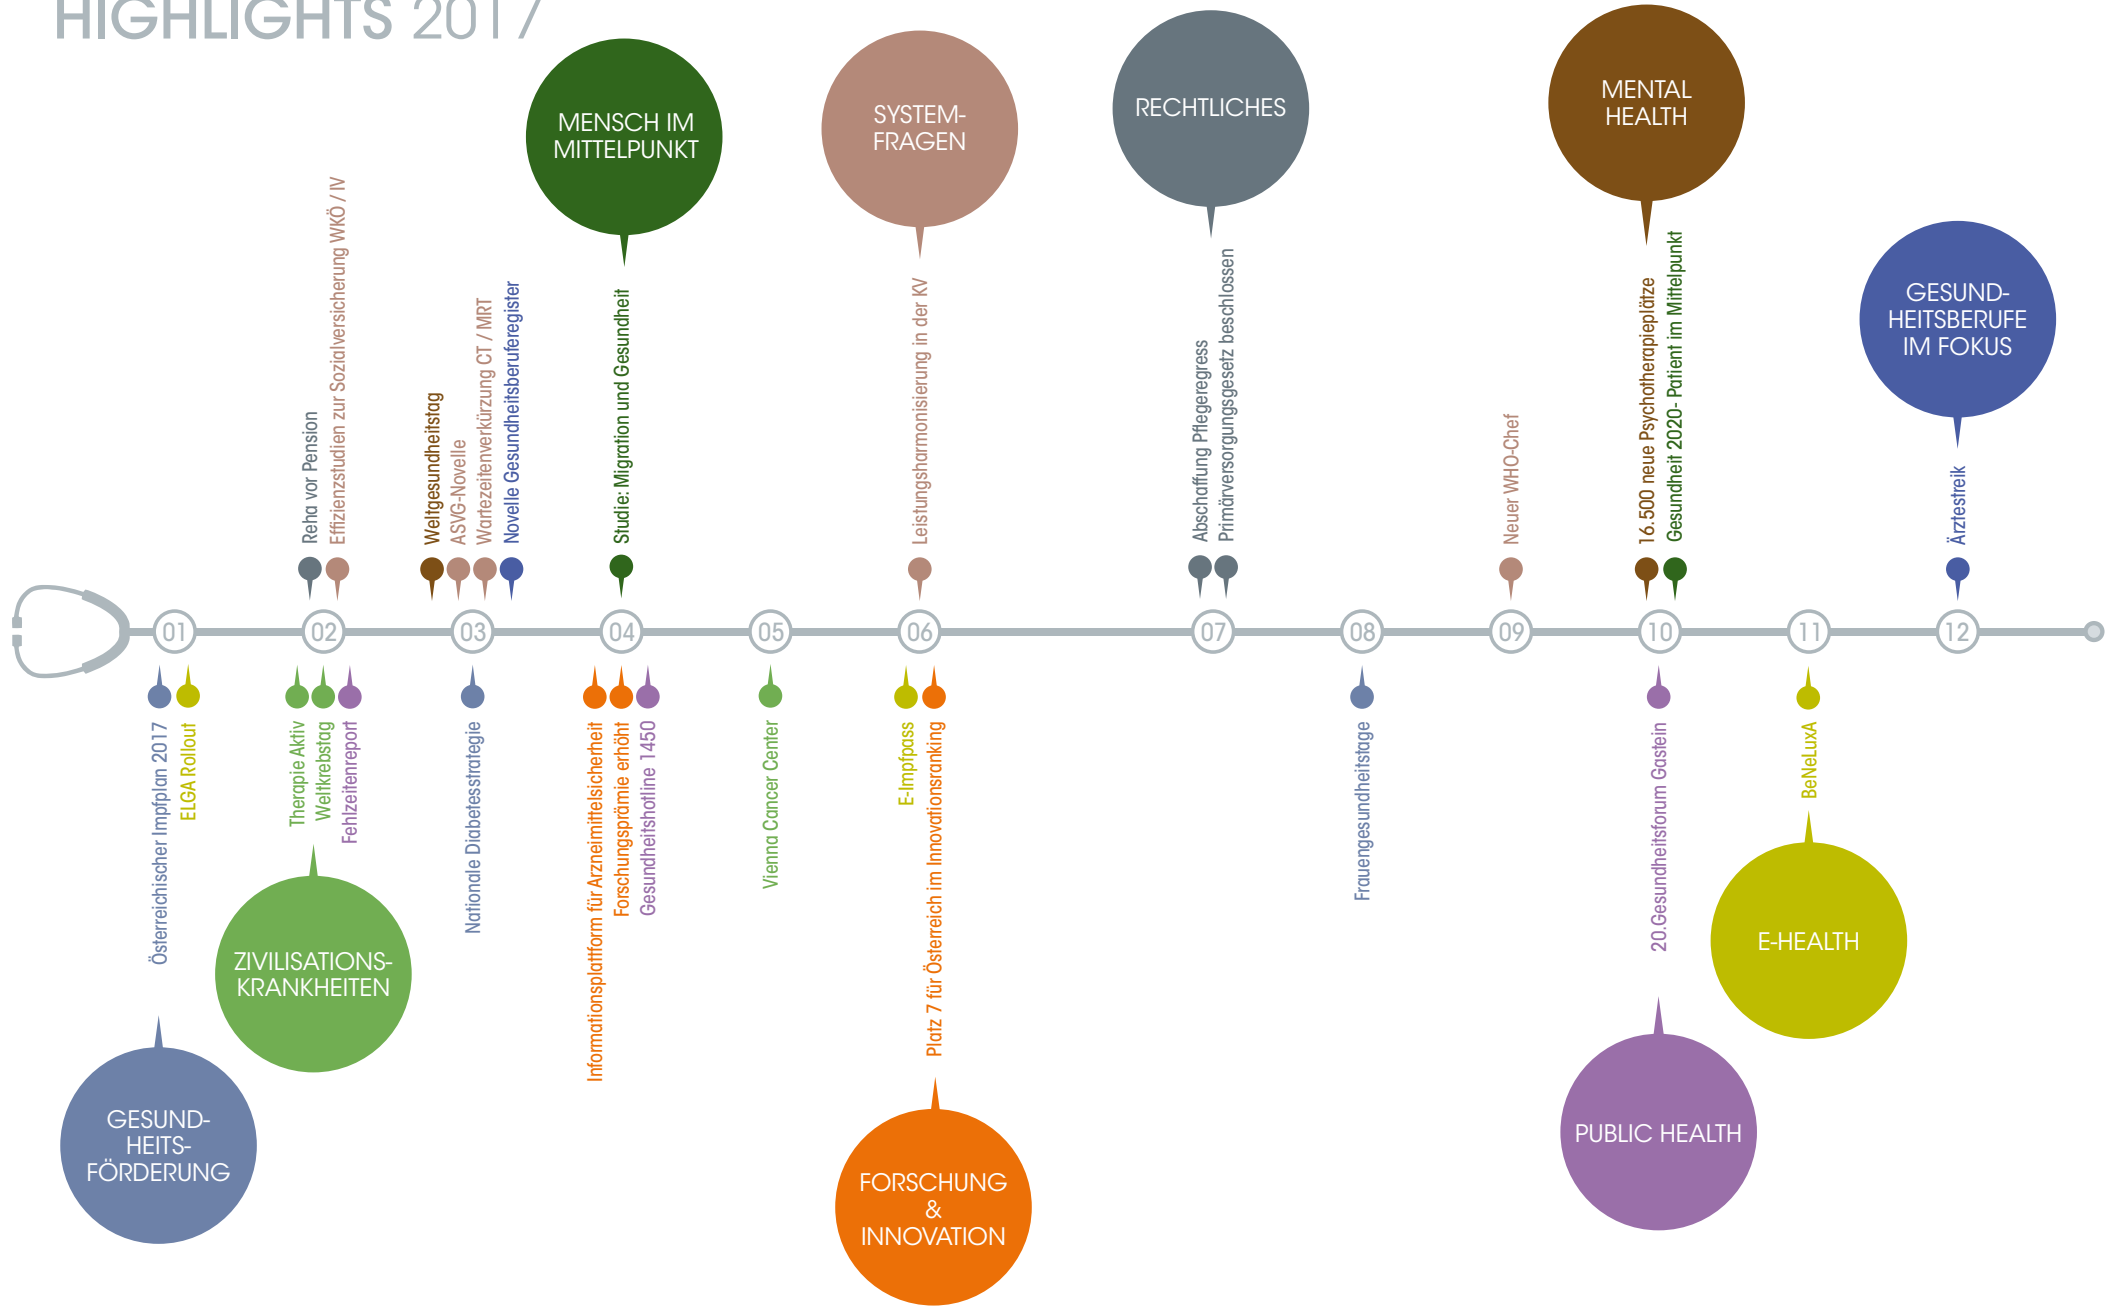 HIGHLIGHTS 2017
MENSCH IM
MITTELPUNKT
SYSTEM-
FRAGEN
RECHTLICHES
MENTAL
HEALTH
GESUND-
HEITSBERUFE
IM FOKUS
Reha vor Pension
Effizienzstudien zur Sozialversicherung WKÖ / IV
Weltgesundheitstag
ASVG-Novelle
Wartezeitenverkürzung CT / MRT
Novelle Gesundheitsberuferegister
Studie: Migration und Gesundheit
Leistungsharmonisierung in der KV
Abschaffung Pflegeregress
Primärversorgungsgesetz beschlossen
Neuer WHO-Chef
16.500 neue Psychotherapieplätze
Gesundheit 2020- Patient im Mittelpunkt
Ärztestreik
01
02
03
04
05
06
07
08
09
10
11
12
Österreichischer Impfplan 2017
ELGA Rollout
Therapie Aktiv
Weltkrebstag
Fehlzeitenreport
Nationale Diabetesstrategie
Informationsplattform für Arzneimittelsicherheit
Forschungsprämie erhöht
Gesundheitshotline 1450
Vienna Cancer Center
E-Impfpass
Platz 7 für Österreich im Innovationsranking
Frauengesundheitstage
20.Gesundheitsforum Gastein
BeNeLuxA
ZIVILISATIONS-
KRANKHEITEN
E-HEALTH
GESUND-
HEITS-
FÖRDERUNG
PUBLIC HEALTH
FORSCHUNG
&
INNOVATION